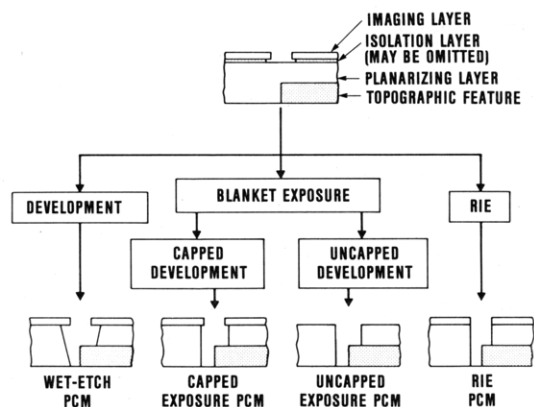 IMAGING LAYER
ISOLATION LAYER
(MAY BE OMITTED)
PLANARIZING LAYER
TOPOGRAPHIC FEATURE
DEVELOPMENT
BLANKET EXPOSURE
RIE
CAPPED
DEVELOPMENT
UNCAPPED
DEVELOPMENT
WET-ETCH
PCM
CAPPED
EXPOSURE PCM
UNCAPPED
EXPOSURE PCM
RIE
PCM